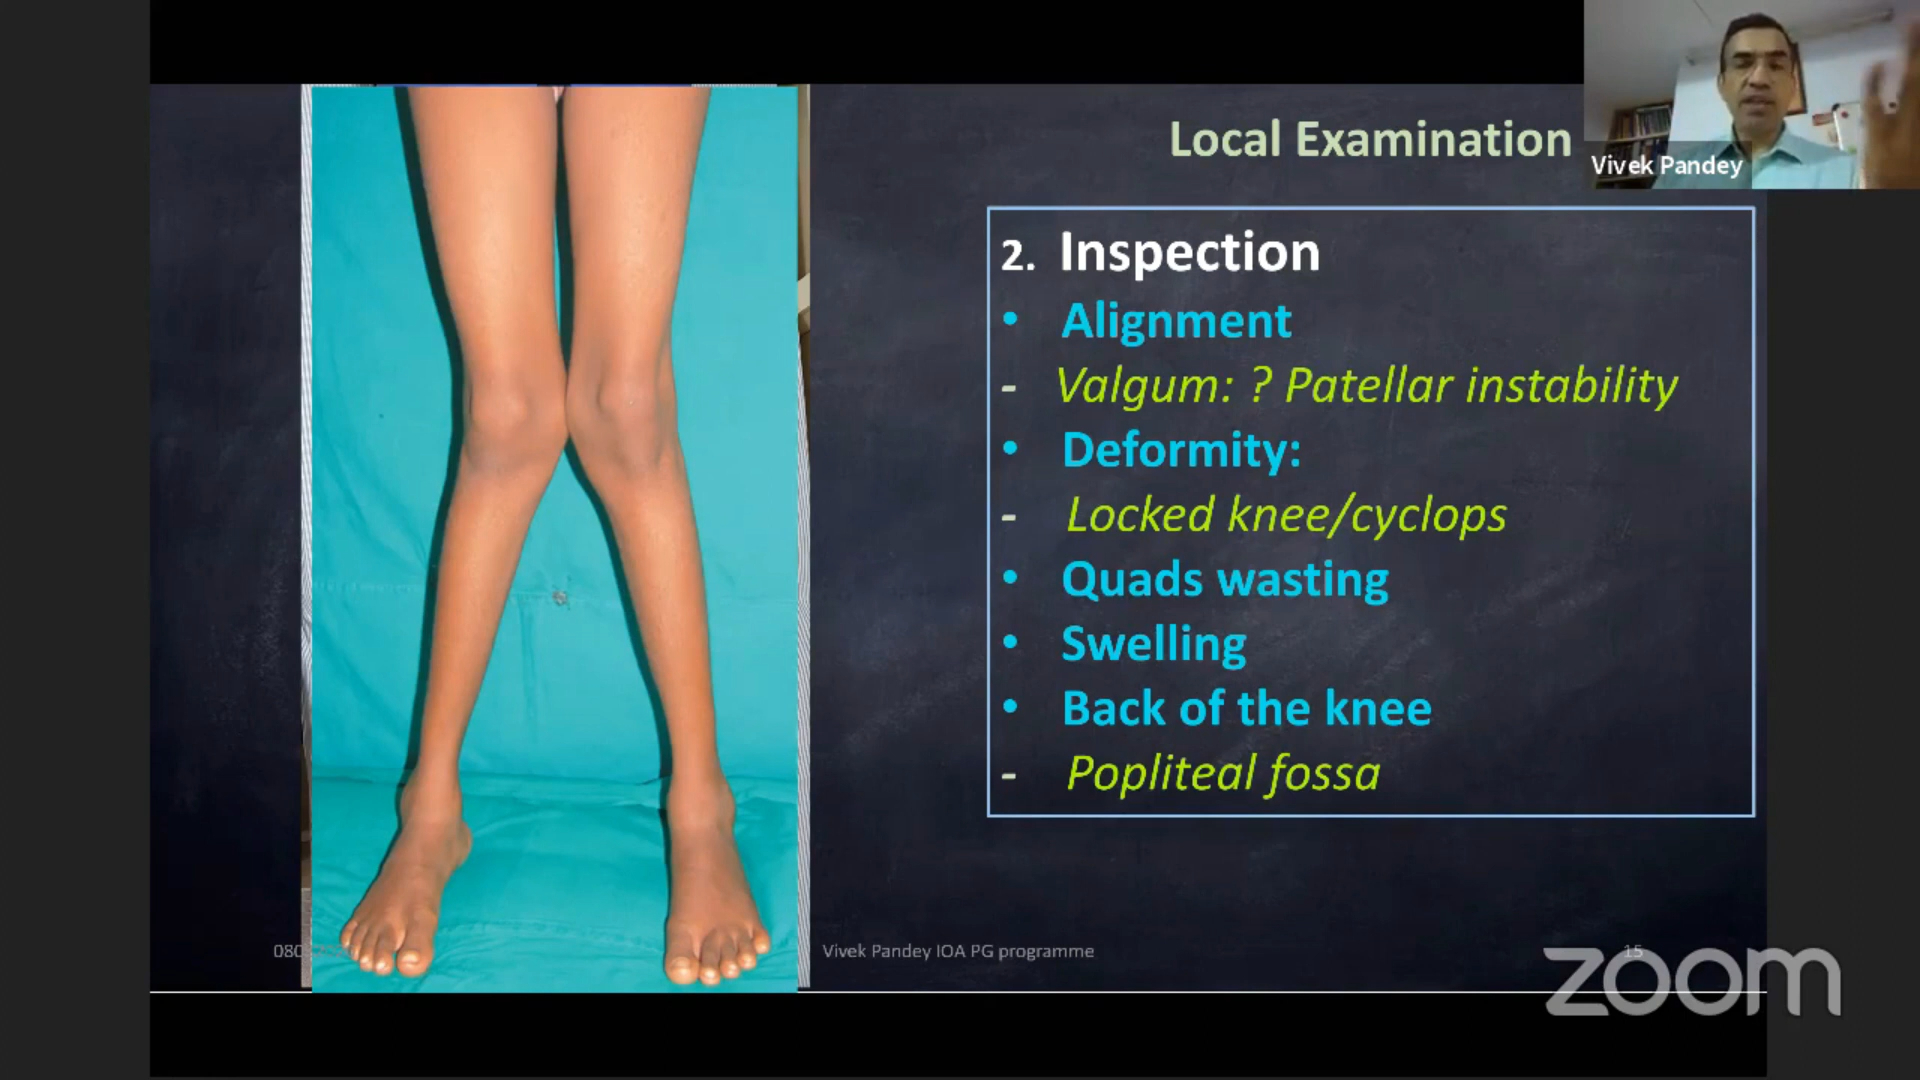 Local Examination
Vivek Pandey
2. Inspection
• Alignment
- Valgum: ? Patellar instability
• Deformity:
- Locked knee/cyclops
• Quads wasting
• Swelling
• Back of the knee
- Popliteal fossa
Vivek Pandey IOA PG programme
15
zoom